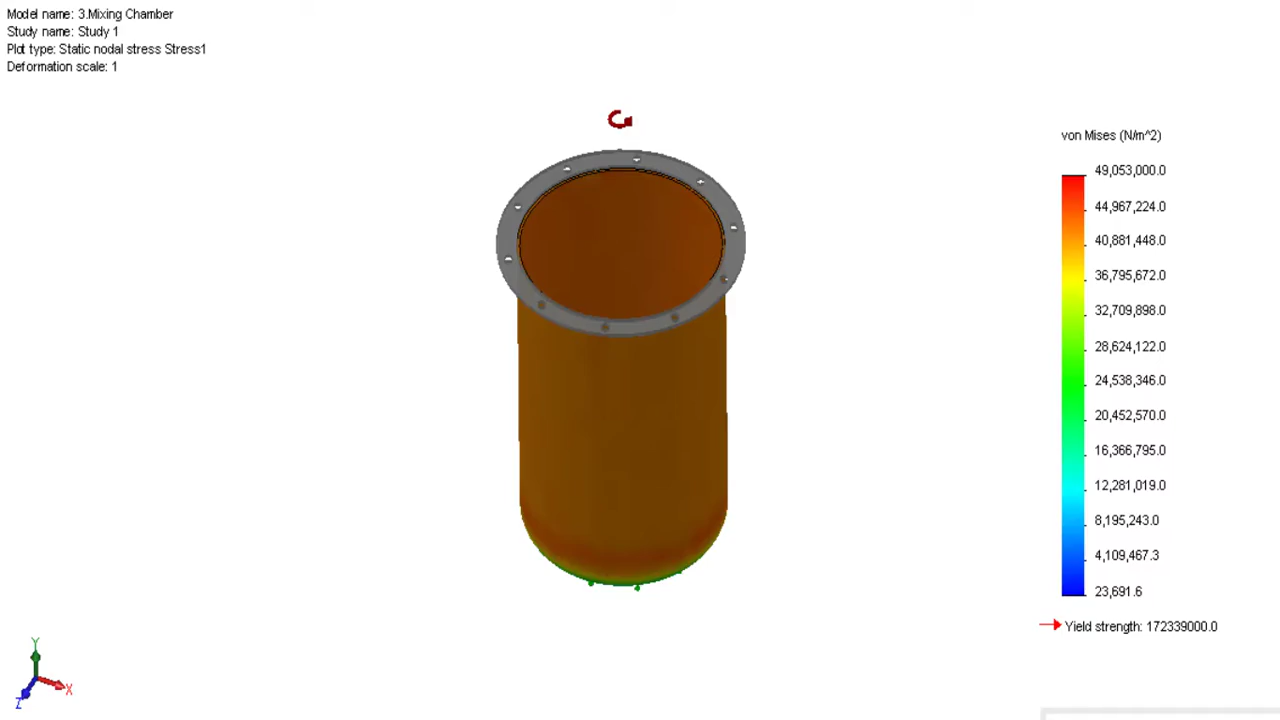 Model name: 3.Mixing Chamber
Study name: Study 1
Plot type: Static nodal stress Stress1
Deformation scale: 1
von Mises (N/m^2)
49,053,000.0
44,967,224.0
40,881,448.0
36,795,672.0
32,709,898.0
28,624,122.0
24,538,346.0
20,452,570.0
16,366,795.0
12,281,019.0
8,195,243.0
4,109,467.3
23,691.6
Yield strength: 172339000.0
Y
X
Z